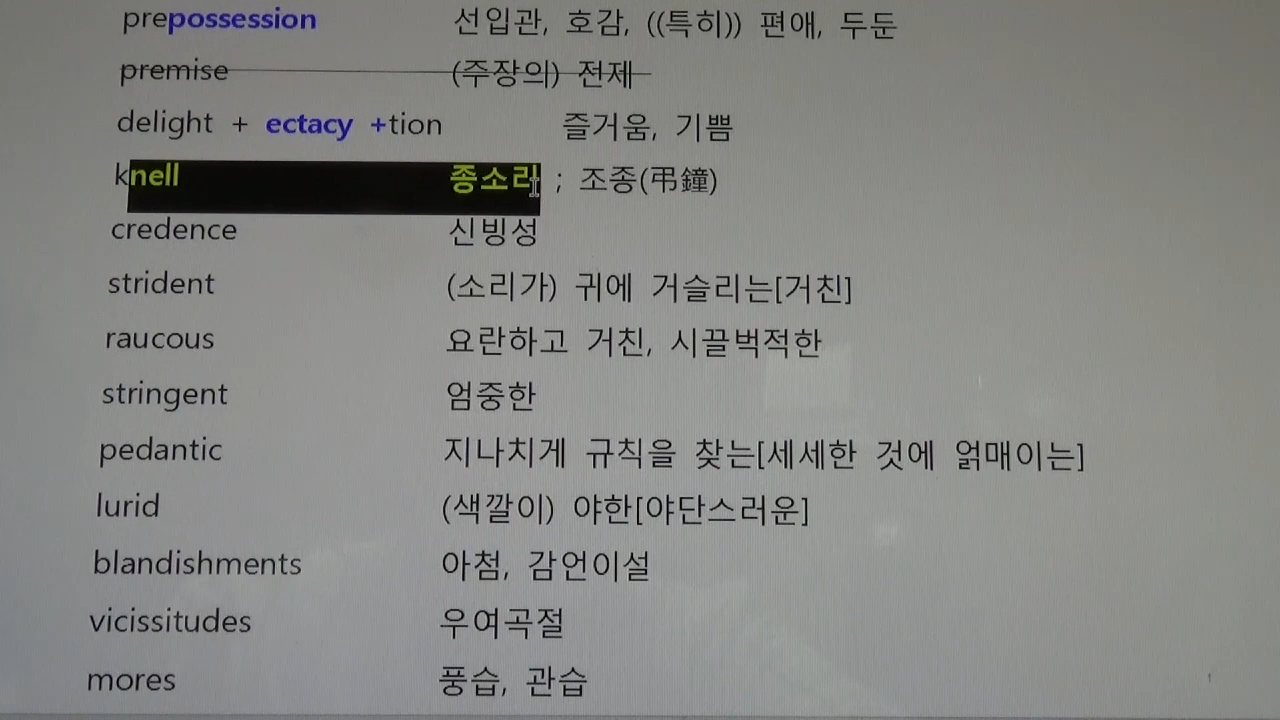 prepossession 선입관, 호감, ((특히)) 편애, 두둔
premise (주장의) 전제
delight + ectacy +tion 즐거움, 기쁨
knell 종소리 ; 조종(弔鐘)
credence 신빙성
strident (소리가) 귀에 거슬리는[거친]
raucous 요란하고 거친, 시끌벅적한
stringent 엄중한
pedantic 지나치게 규칙을 찾는[세세한 것에 얽매이는]
lurid (색깔이) 야한[야단스러운]
blandishments 아첨, 감언이설
vicissitudes 우여곡절
mores 풍습, 관습